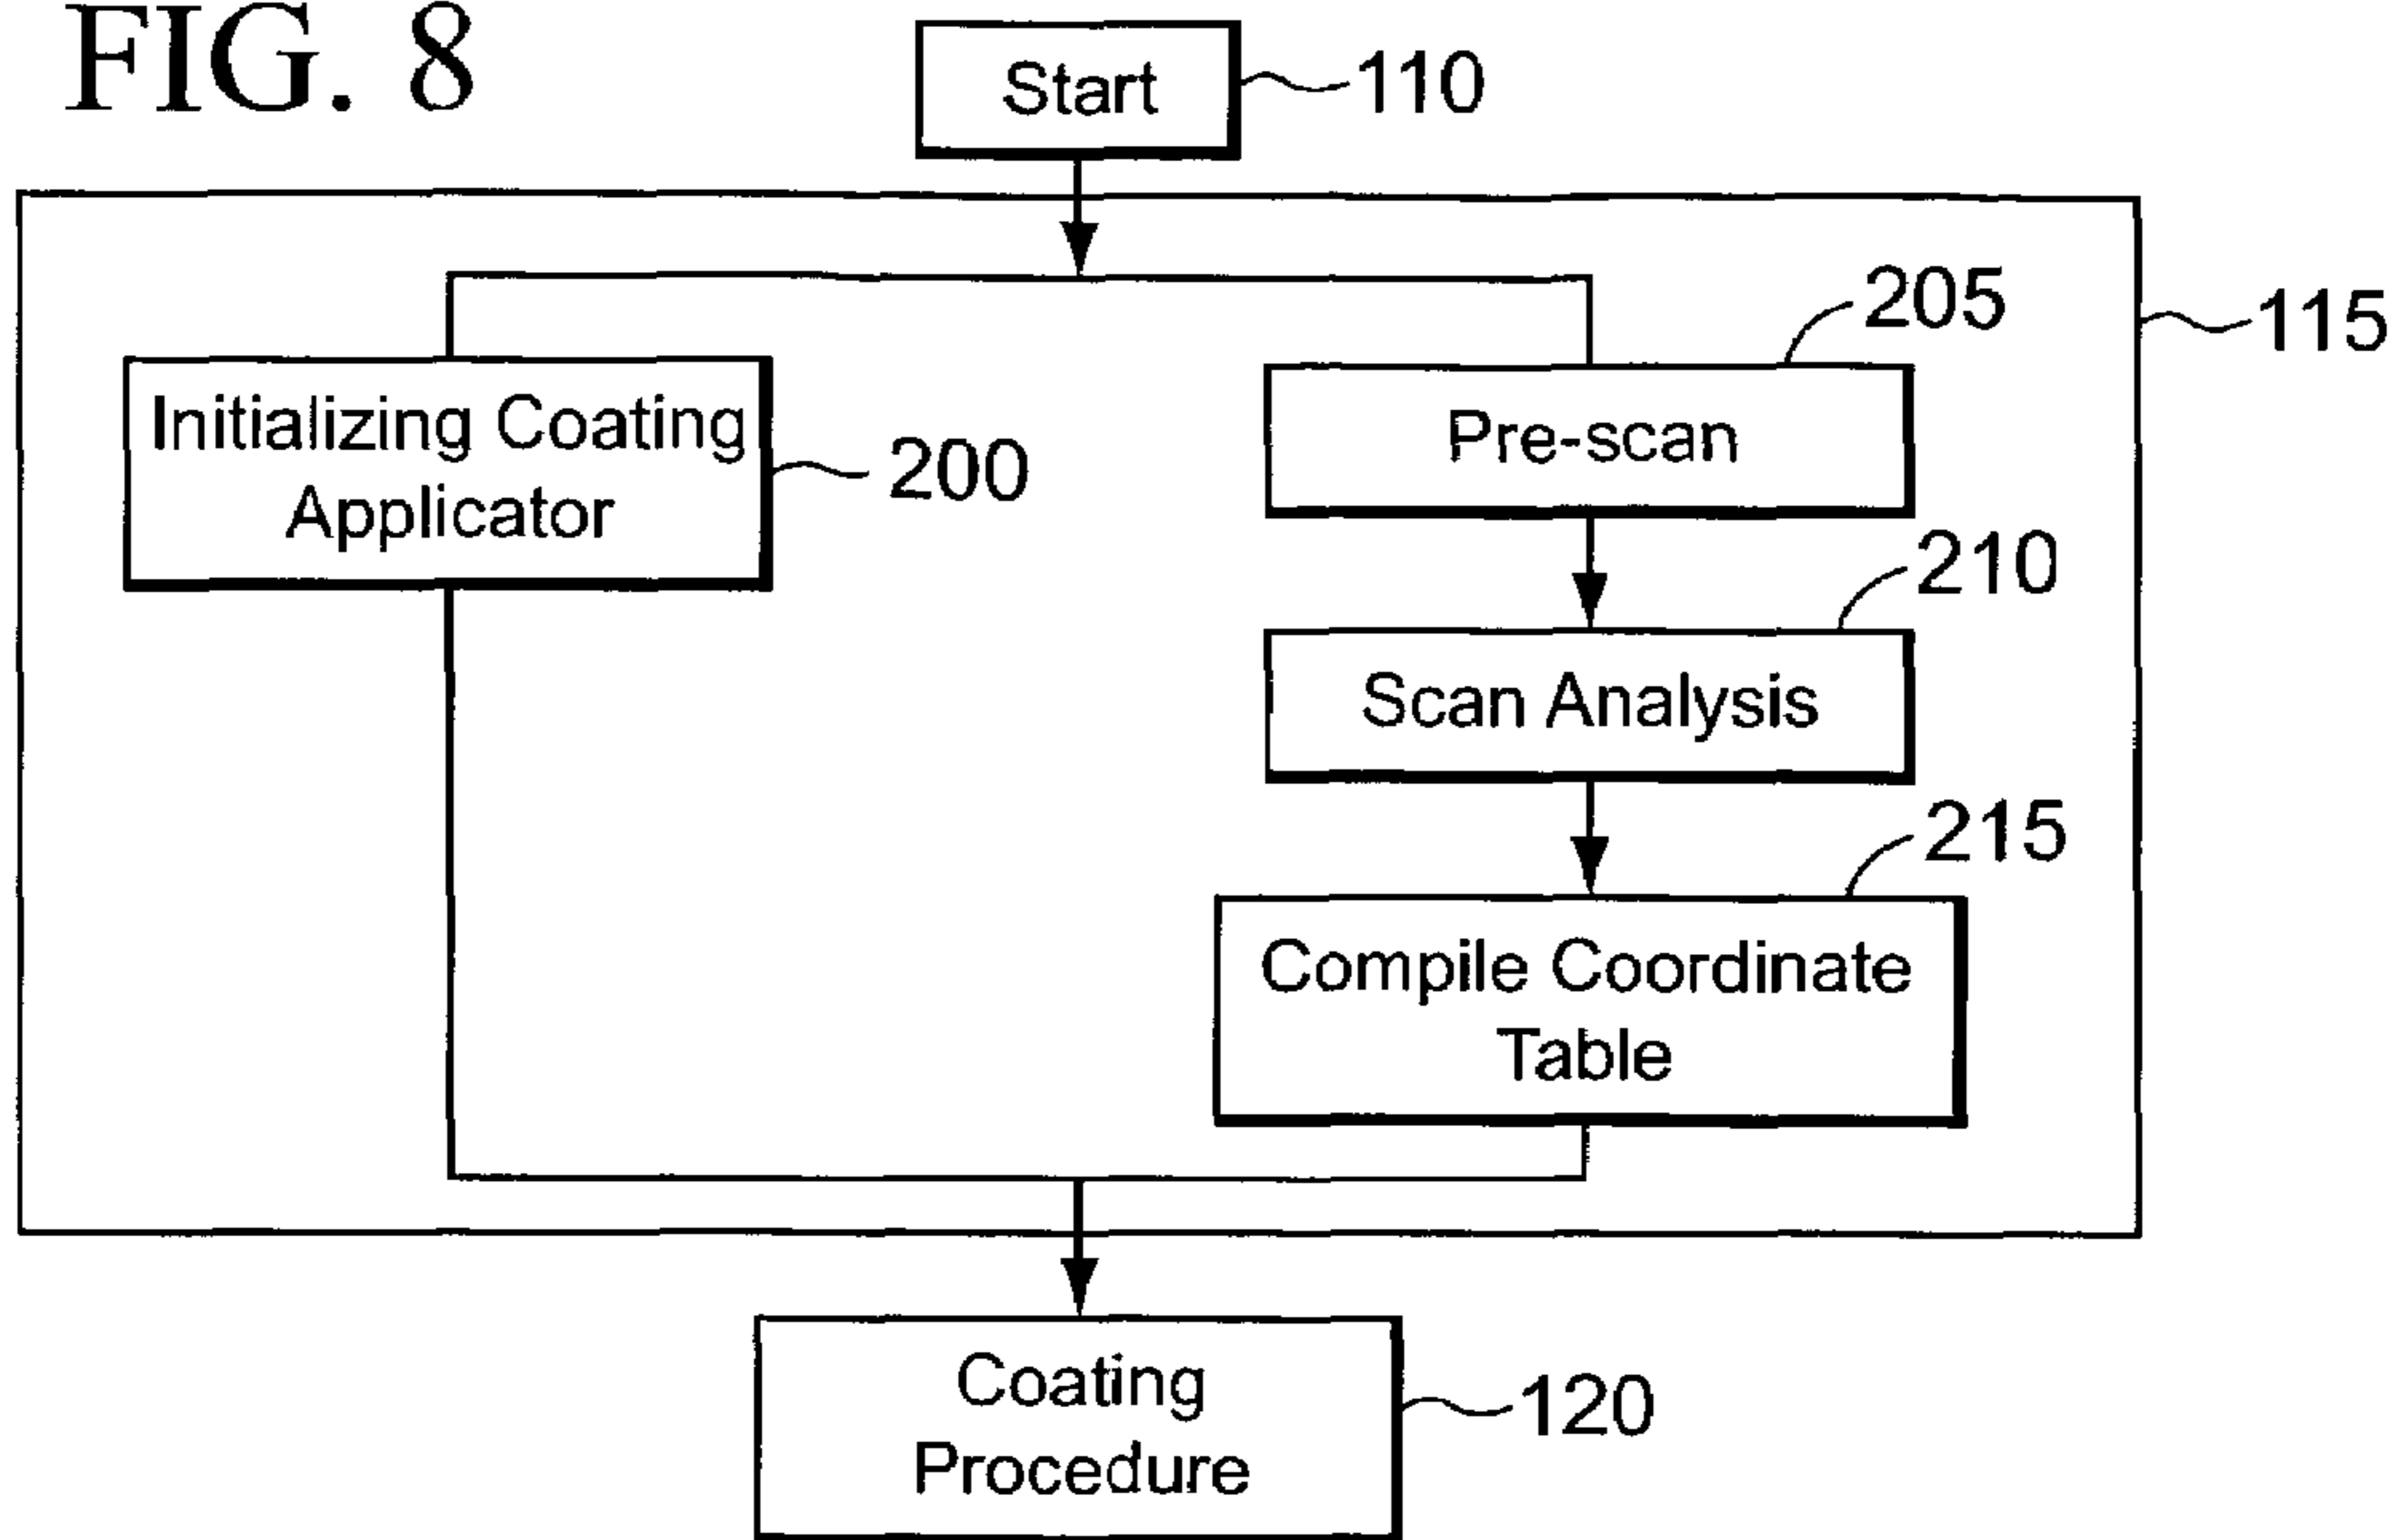 FIG. 8
Start
110
115
205
Initializing Coating
Applicator
200
Pre-scan
210
Scan Analysis
215
Compile Coordinate
Table
Coating
Procedure
120